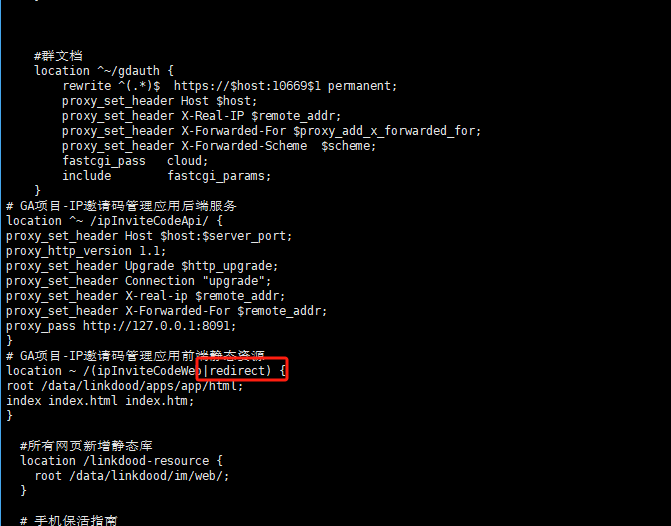 #群文档
location ^~/gdauth {
rewrite ^(.*)$  https://$host:10669$1 permanent;
proxy_set_header Host $host;
proxy_set_header X-Real-IP $remote_addr;
proxy_set_header X-Forwarded-For $proxy_add_x_forwarded_for;
proxy_set_header X-Forwarded-Scheme  $scheme;
fastcgi_pass   cloud;
include        fastcgi_params;
}
# GA项目-IP邀请码管理应用后端服务
location ^~ /ipInviteCodeApi/ {
proxy_set_header Host $host:$server_port;
proxy_http_version 1.1;
proxy_set_header Upgrade $http_upgrade;
proxy_set_header Connection "upgrade";
proxy_set_header X-real-ip $remote_addr;
proxy_set_header X-Forwarded-For $remote_addr;
proxy_pass http://127.0.0.1:8091;
}
# GA项目-IP邀请码管理应用前端静态资源
location ~ /(ipInviteCodeWeb|redirect) {
root /data/linkdood/apps/app/html;
index index.html index.htm;
}
#所有网页新增静态库
location /linkdood-resource {
root /data/linkdood/im/web/;
}
# 手机保活指南